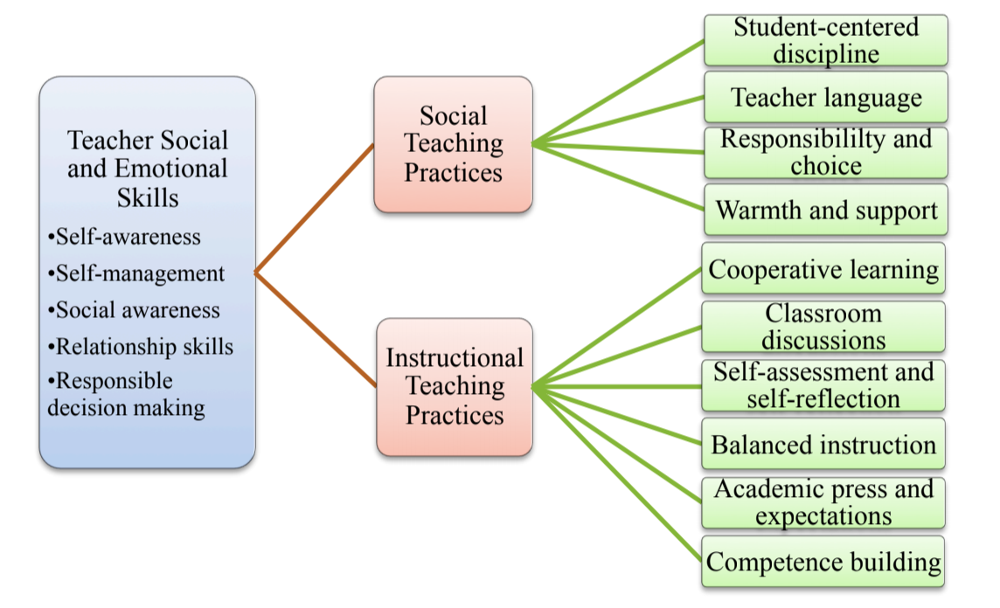 Teacher Social
and Emotional
Skills
•Self-awareness
•Self-management
•Social awareness
•Relationship skills
•Responsible
decision making
Social
Teaching
Practices
Instructional
Teaching
Practices
Student-centered
discipline
Teacher language
Responsibililty and
choice
Warmth and support
Cooperative learning
Classroom
discussions
Self-assessment and
self-reflection
Balanced instruction
Academic press and
expectations
Competence building